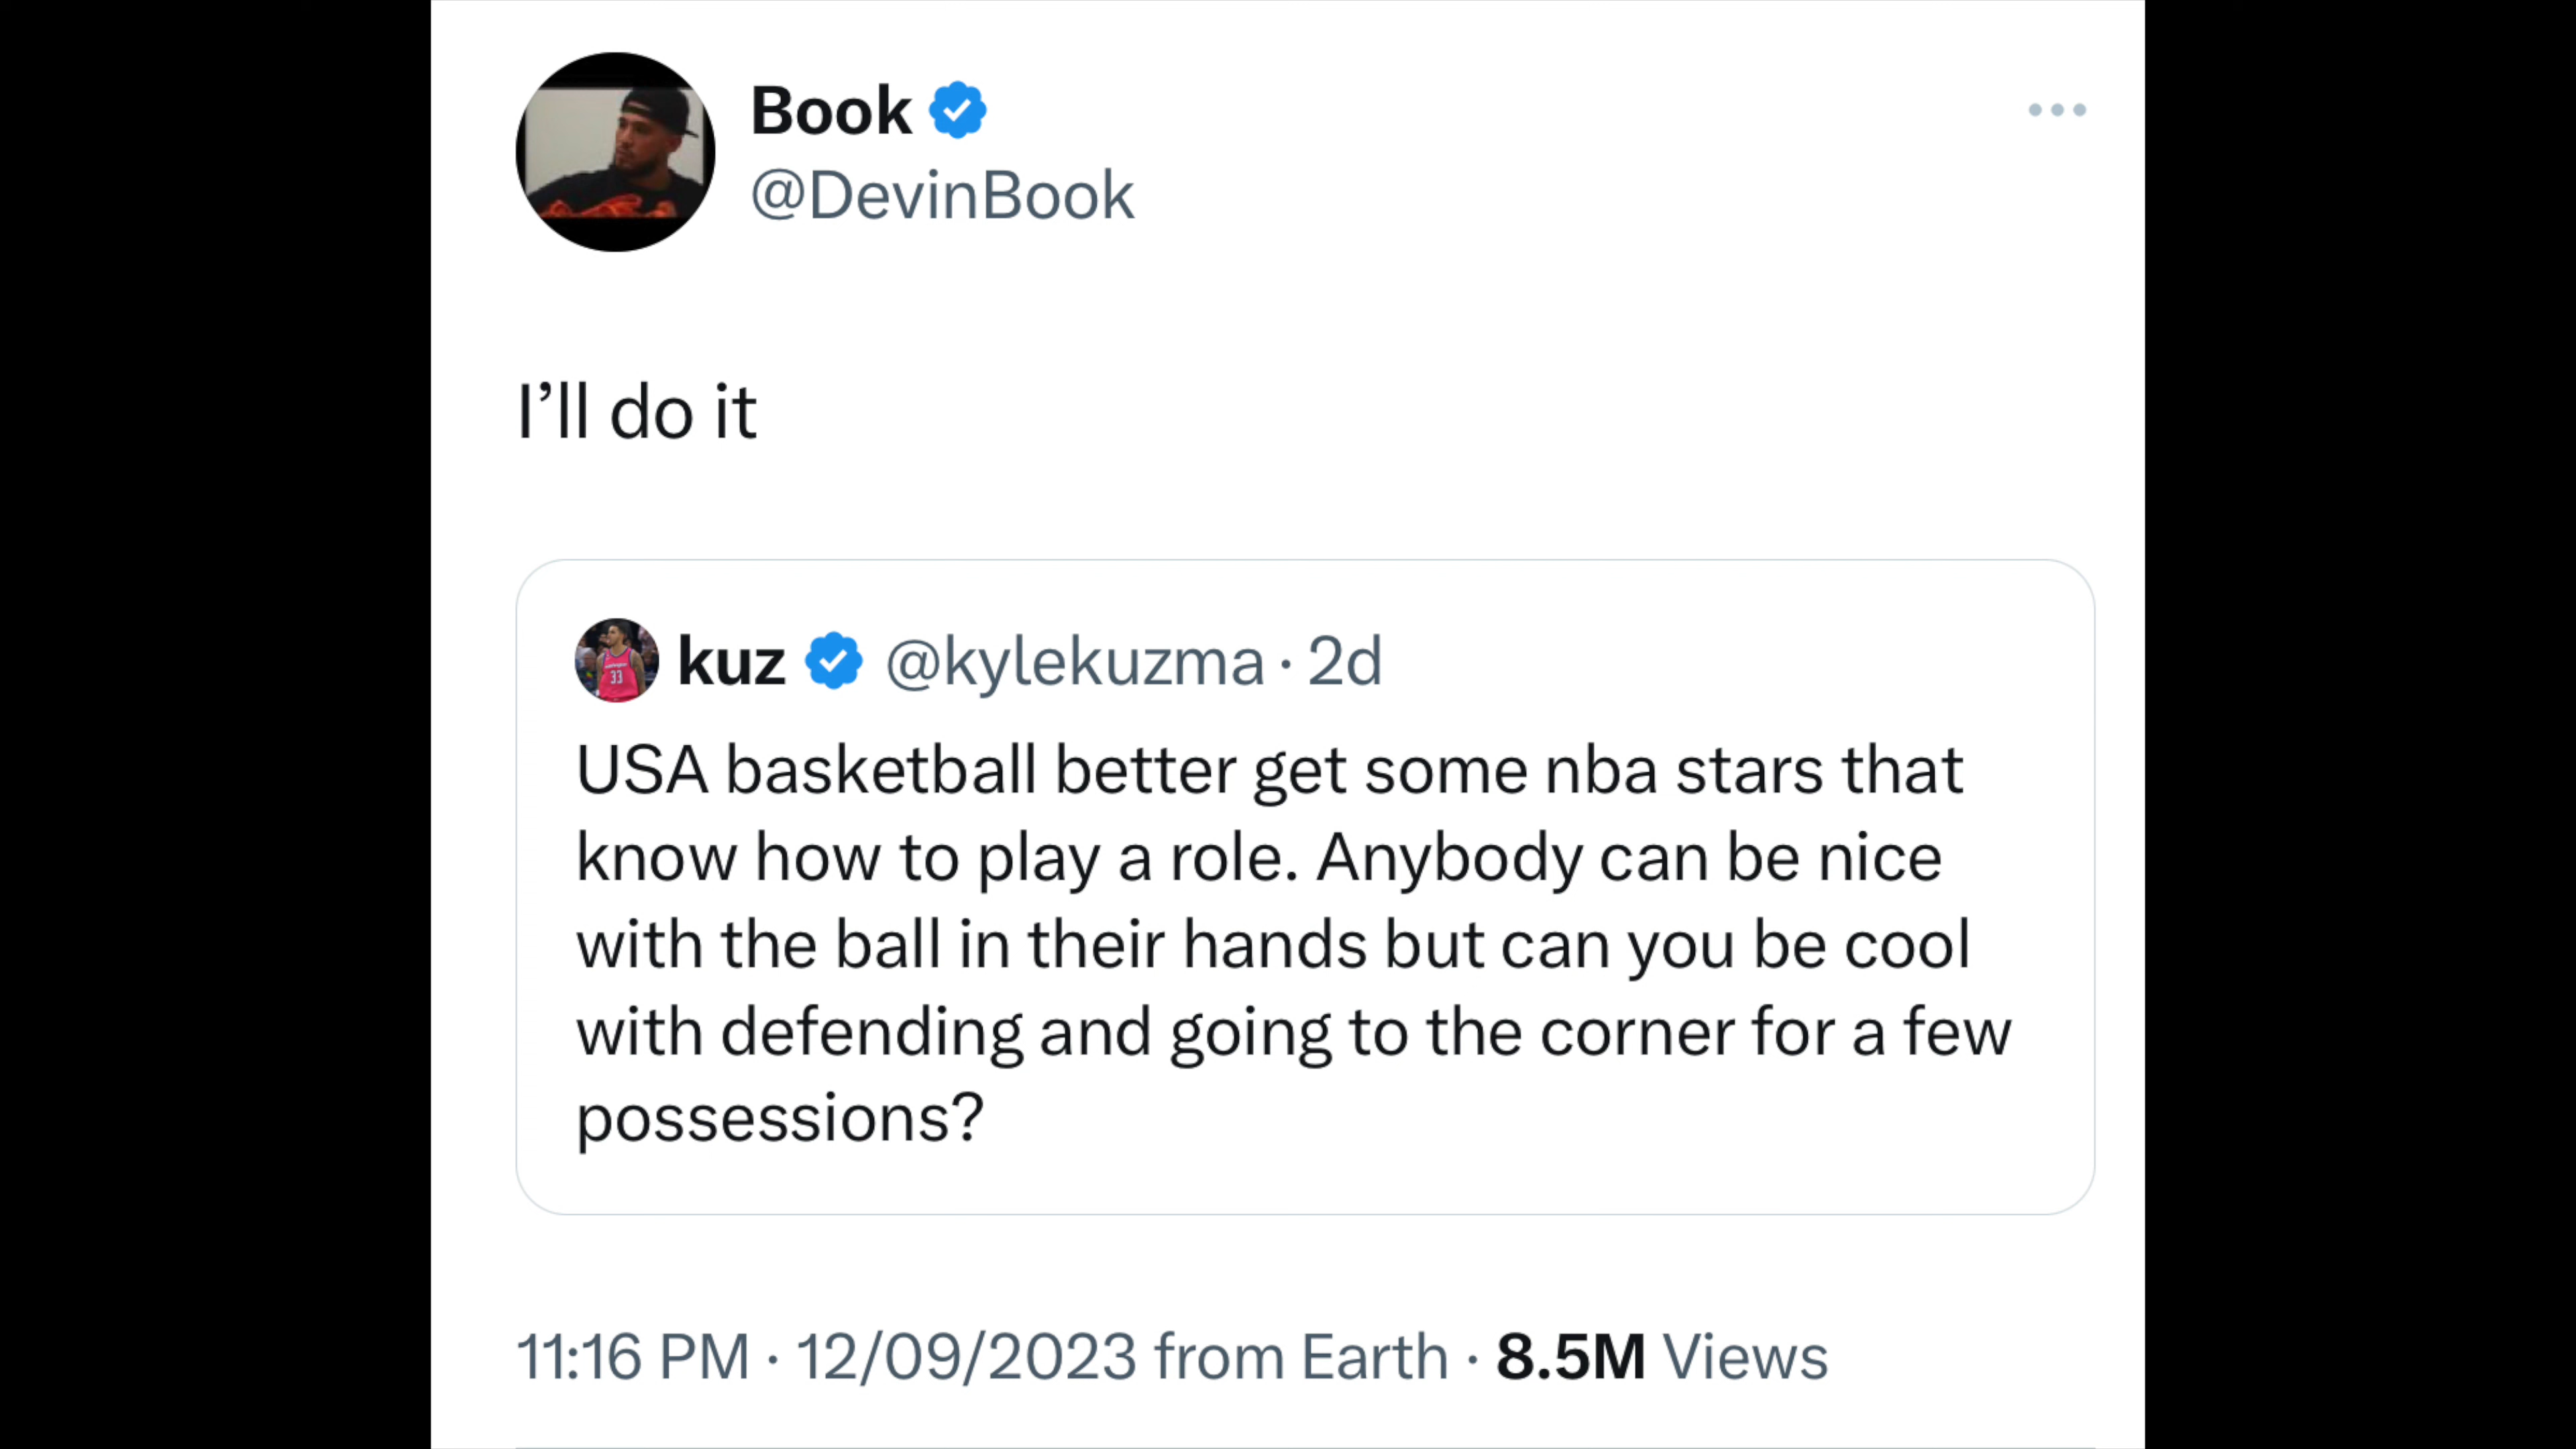 Book
@DevinBook
I’ll do it
kuz @kylekuzma · 2d
USA basketball better get some nba stars that
know how to play a role. Anybody can be nice
with the ball in their hands but can you be cool
with defending and going to the corner for a few
possessions?
11:16 PM · 12/09/2023 from Earth · 8.5M Views